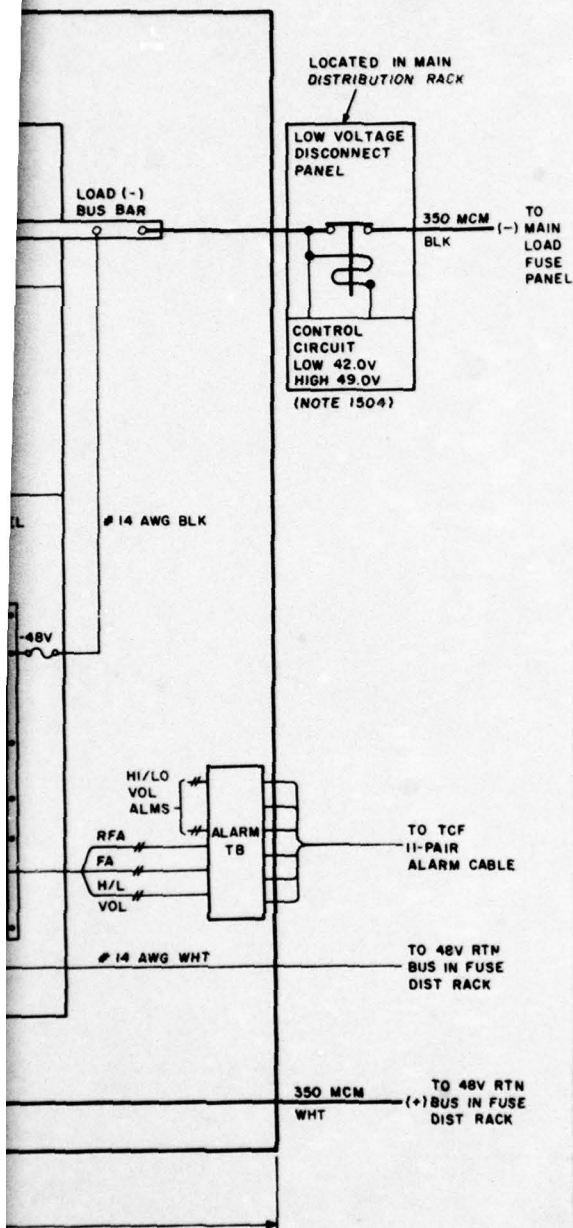 LOCATED IN MAIN
DISTRIBUTION RACK
LOW VOLTAGE
DISCONNECT
PANEL
LOAD (-)
BUS BAR
350 MCM
BLK
(-)
TO
MAIN
LOAD
FUSE
PANEL
CONTROL
CIRCUIT
LOW 42.0V
HIGH 49.0V
(NOTE 1504)
# 14 AWG BLK
EL
-48V
HI/LO
VOL
ALMS
ALARM
TB
RFA
FA
H/L
VOL
TO TCF
11-PAIR
ALARM CABLE
# 14 AWG WHT
TO 48V RTN
BUS IN FUSE
DIST RACK
350 MCM
WHT
(+)
TO 48V RTN
BUS IN FUSE
DIST RACK